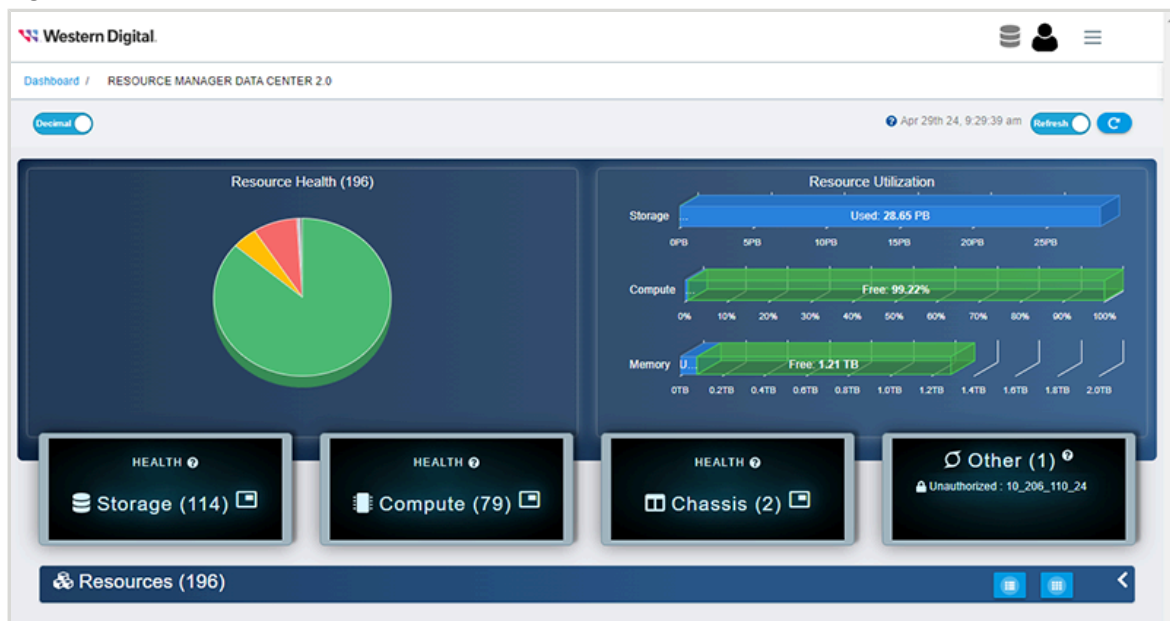 Western Digital.
Dashboard / RESOURCE MANAGER DATA CENTER 2.0
Decimal
Apr 29th 24, 9:29:39 am Refresh
Resource Health (196)
Resource Utilization
Storage ... Used: 28.65 PB
0PB 5PB 10PB 15PB 20PB 25PB
Compute ... Free: 99.22%
0% 10% 20% 30% 40% 50% 60% 70% 80% 90% 100%
Memory U... Free: 1.21 TB
0TB 0.2TB 0.4TB 0.6TB 0.8TB 1.0TB 1.2TB 1.4TB 1.6TB 1.8TB 2.0TB
HEALTH ?
Storage (114)
HEALTH ?
Compute (79)
HEALTH ?
Chassis (2)
Other (1) ?
Unauthorized : 10_206_110_24
Resources (196)